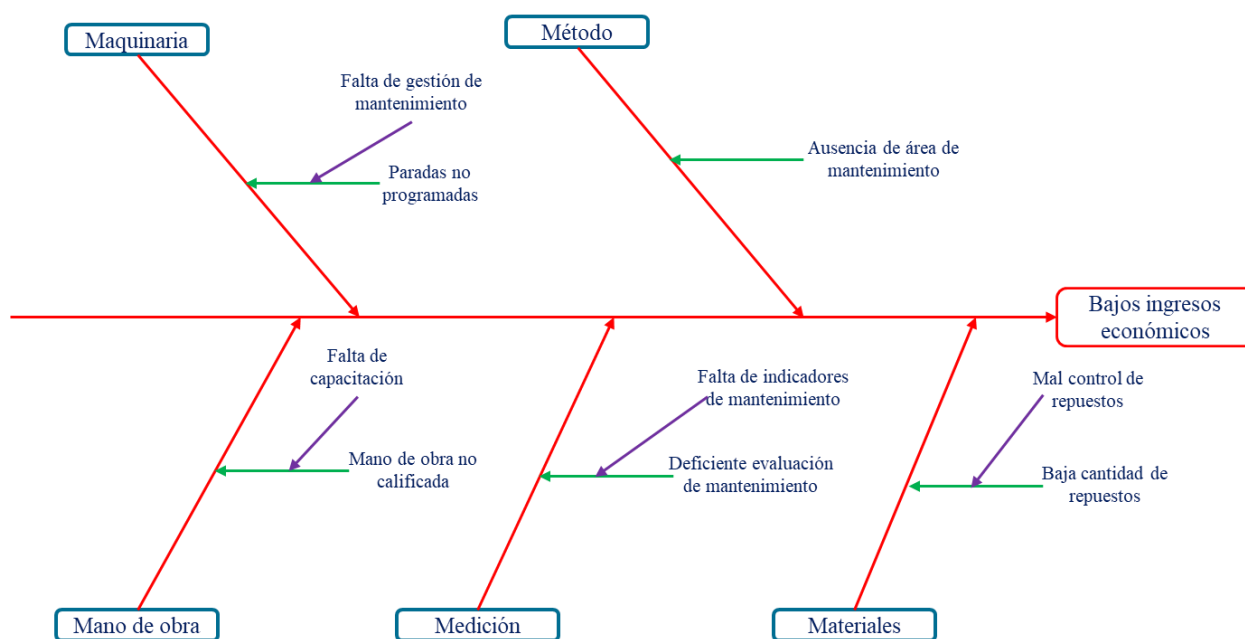 Maquinaria
Método
Falta de gestión de
mantenimiento
Paradas no
programadas
Ausencia de área de
mantenimiento
Bajos ingresos
económicos
Falta de
capacitación
Mano de obra no
calificada
Falta de indicadores
de mantenimiento
Deficiente evaluación
de mantenimiento
Mal control de
repuestos
Baja cantidad de
repuestos
Mano de obra
Medición
Materiales